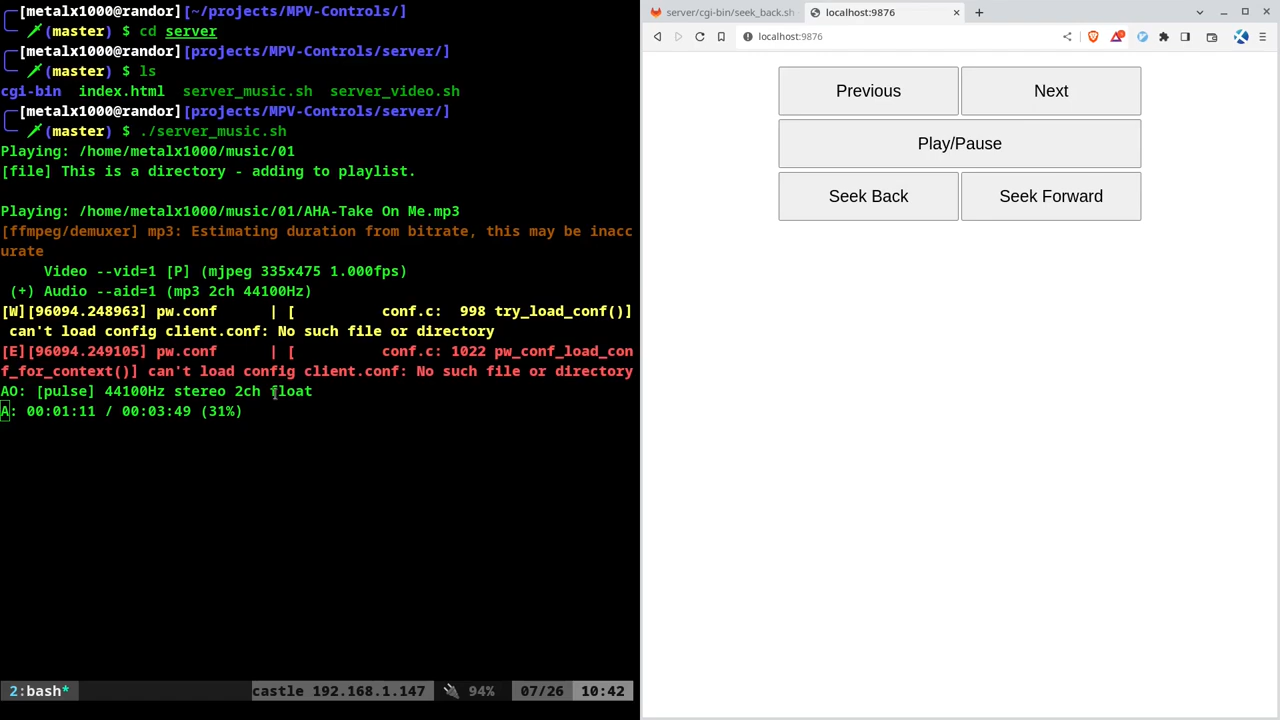 [metalx1000@randor][~/projects/MPV-Controls/]
(master) $ cd server
[metalx1000@randor][projects/MPV-Controls/server/]
(master) $ ls
cgi-bin index.html server_music.sh server_video.sh
[metalx1000@randor][projects/MPV-Controls/server/]
(master) $ ./server_music.sh
Playing: /home/metalx1000/music/01
[file] This is a directory - adding to playlist.
Playing: /home/metalx1000/music/01/AHA-Take On Me.mp3
[ffmpeg/demuxer] mp3: Estimating duration from bitrate, this may be inacc
urate
Video --vid=1 [P] (mjpeg 335x475 1.000fps)
(+) Audio --aid=1 (mp3 2ch 44100Hz)
[W][96094.248963] pw.conf | [ conf.c: 998 try_load_conf()]
can't load config client.conf: No such file or directory
[E][96094.249105] pw.conf | [ conf.c: 1022 pw_conf_load_con
f_for_context()] can't load config client.conf: No such file or directory
AO: [pulse] 44100Hz stereo 2ch float
A: 00:01:11 / 00:03:49 (31%)
2:bash* castle 192.168.1.147 94% 07/26 10:42
server/cgi-bin/seek_back.sh localhost:9876
localhost:9876
Previous Next
Play/Pause
Seek Back Seek Forward